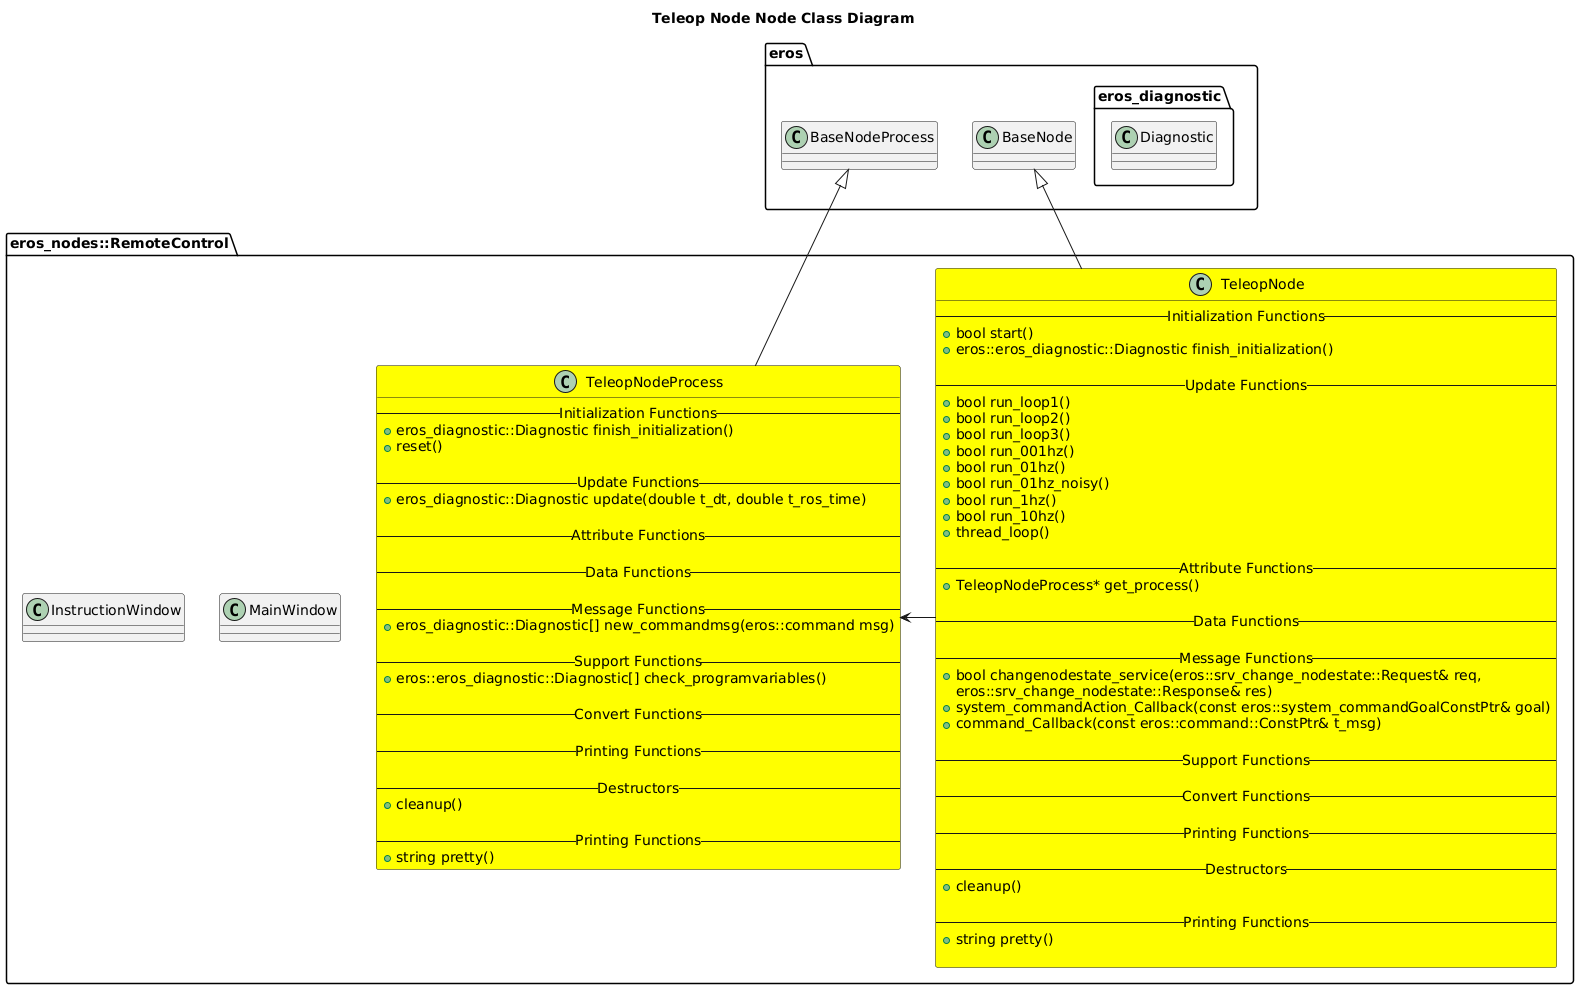 Teleop Node Node Class Diagram
eros
eros_diagnostic
C BaseNodeProcess
C BaseNode
C Diagnostic
eros_nodes::RemoteControl
C InstructionWindow
C MainWindow
C TeleopNodeProcess
Initialization Functions
eros_diagnostic::Diagnostic finish_initialization()
reset()
Update Functions
eros_diagnostic::Diagnostic update(double t_dt, double t_ros_time)
Attribute Functions
Data Functions
Message Functions
eros_diagnostic::Diagnostic[] new_commandmsg(eros::command msg)
Support Functions
eros::eros_diagnostic::Diagnostic[] check_programvariables()
Convert Functions
Printing Functions
Destructors
cleanup()
Printing Functions
string pretty()
C TeleopNode
Initialization Functions
bool start()
eros::eros_diagnostic::Diagnostic finish_initialization()
Update Functions
bool run_loop1()
bool run_loop2()
bool run_loop3()
bool run_001hz()
bool run_01hz()
bool run_01hz_noisy()
bool run_1hz()
bool run_10hz()
thread_loop()
Attribute Functions
TeleopNodeProcess* get_process()
Data Functions
Message Functions
bool changenodestate_service(eros::srv_change_nodestate::Request& req,
eros::srv_change_nodestate::Response& res)
system_commandAction_Callback(const eros::system_commandGoalConstPtr& goal)
command_Callback(const eros::command::ConstPtr& t_msg)
Support Functions
Convert Functions
Printing Functions
Destructors
cleanup()
Printing Functions
string pretty()